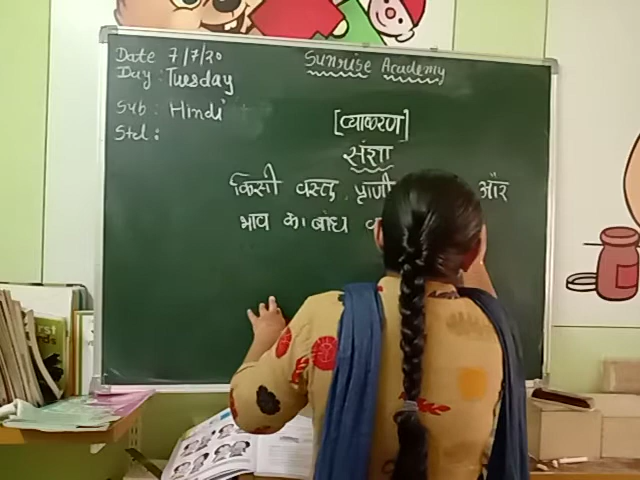 Date 7/7/20
Sunrise Academy
Day : Tuesday
Sub : Hindi
Std :
[व्याकरण]
संज्ञा
किसी वस्तु, प्राणी और
भाव का बोध